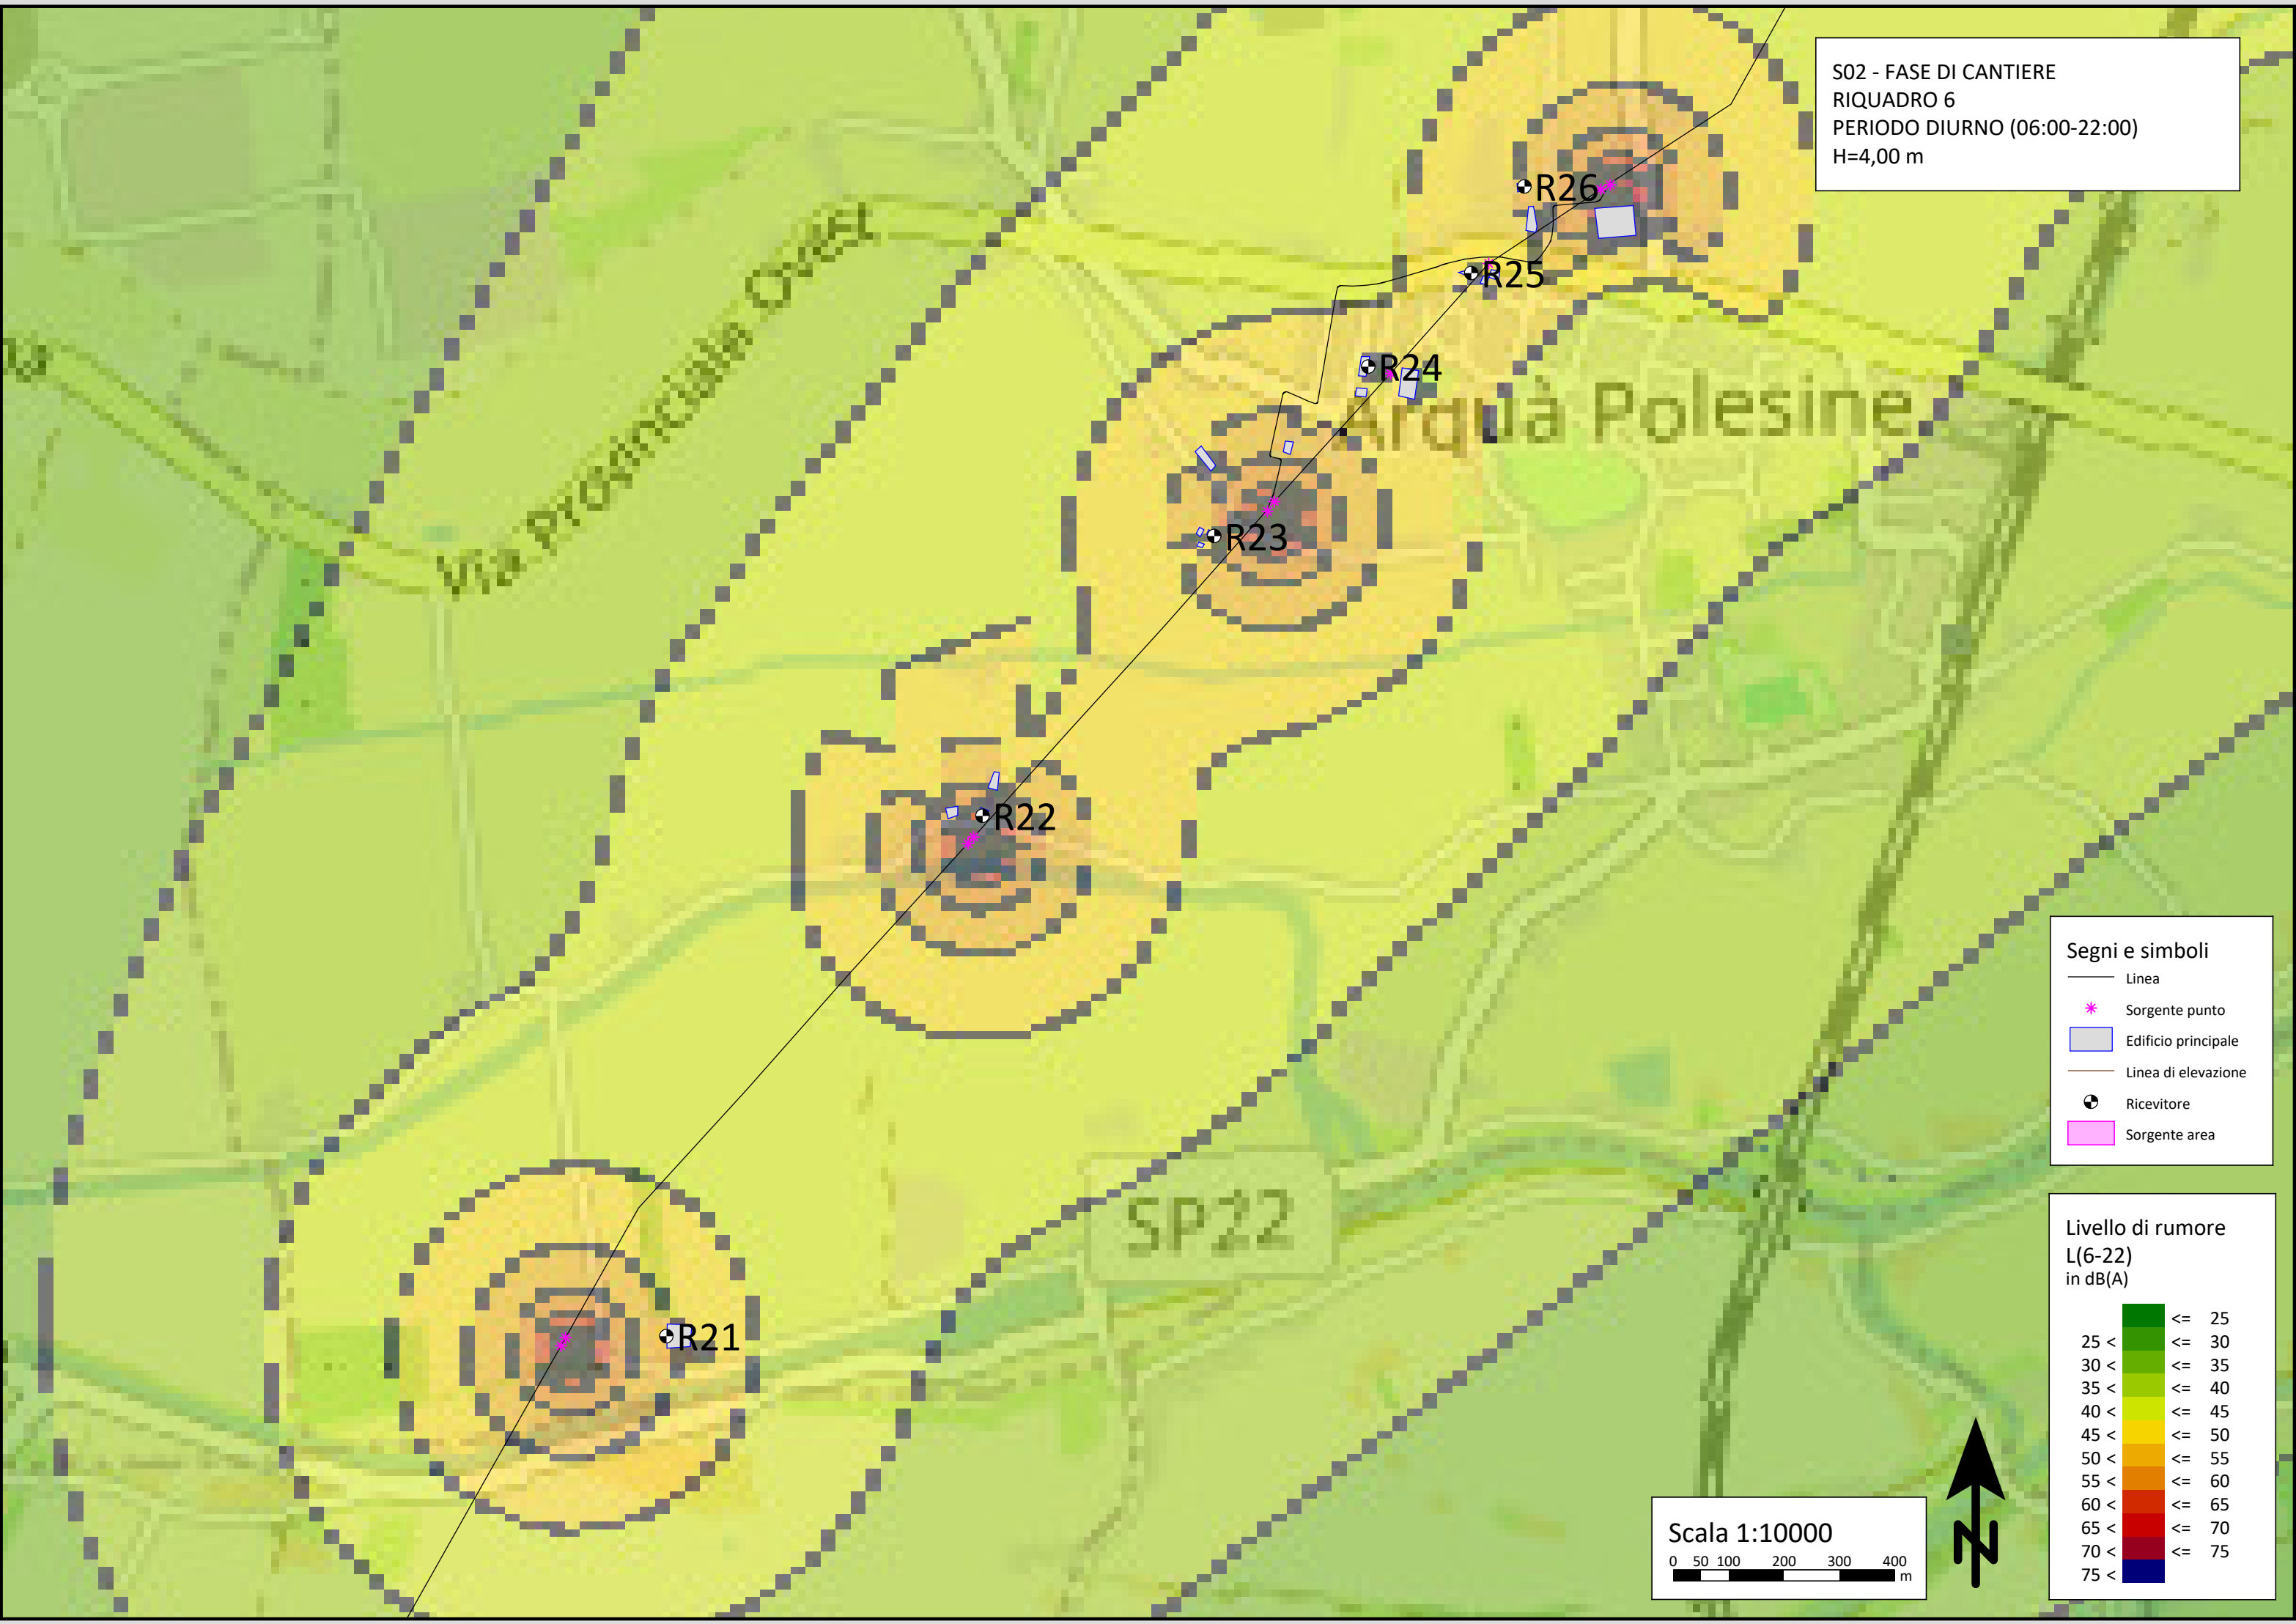 S02 - FASE DI CANTIERE
RIQUADRO 6
PERIODO DIURNO (06:00-22:00)
H=4,00 m
R26
Via Provinciale Ovest
R25
R24
Arquà Polesine
R23
R22
SP22
R21
Segni e simboli
Linea
Sorgente punto
Edificio principale
Linea di elevazione
Ricevitore
Sorgente area
Livello di rumore
L(6-22)
in dB(A)
<= 25
25 < <= 30
30 < <= 35
35 < <= 40
40 < <= 45
45 < <= 50
50 < <= 55
55 < <= 60
60 < <= 65
65 < <= 70
70 < <= 75
75 <
Scala 1:10000
0 50 100 200 300 400
m
N